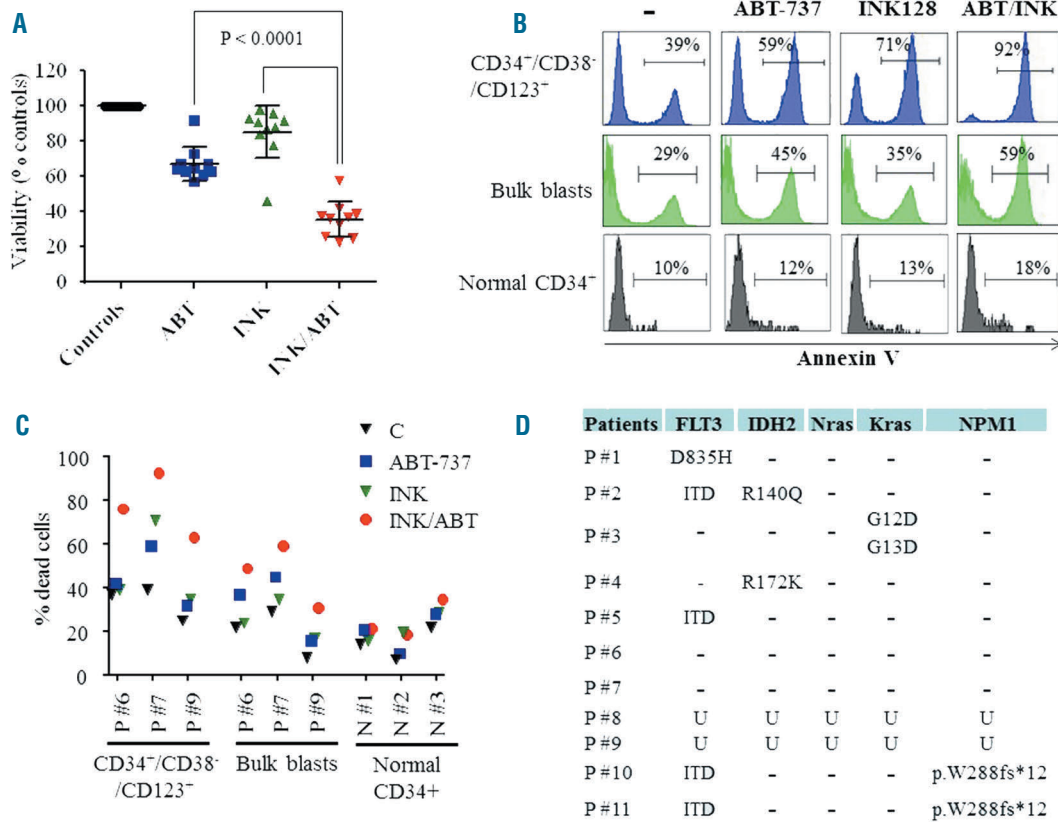 A
P < 0.0001
Viability (% controls)
120
100
80
60
40
20
0
Controls
ABT
INK
INK/ABT
B
- ABT-737 INK128 ABT/INK
CD34+/CD38-
/CD123+
39% 59% 71% 92%
Bulk blasts
29% 45% 35% 59%
Normal CD34+
10% 12% 13% 18%
Annexin V
C
C
ABT-737
INK
INK/ABT
% dead cells
100
80
60
40
20
0
P #6
P #7
P #9
P #6
P #7
P #9
N #1
N #2
N #3
CD34+/CD38-
/CD123+
Bulk blasts
Normal
CD34+
D
Patients FLT3 IDH2 Nras Kras NPM1
P #1 D835H - - - -
P #2 ITD R140Q - - -
P #3 - - - G12D G13D -
P #4 - R172K - - -
P #5 ITD - - - -
P #6 - - - - -
P #7 - - - - -
P #8 U U U U U
P #9 U U U U U
P #10 ITD - - - p.W288fs*12
P #11 ITD - - - p.W288fs*12